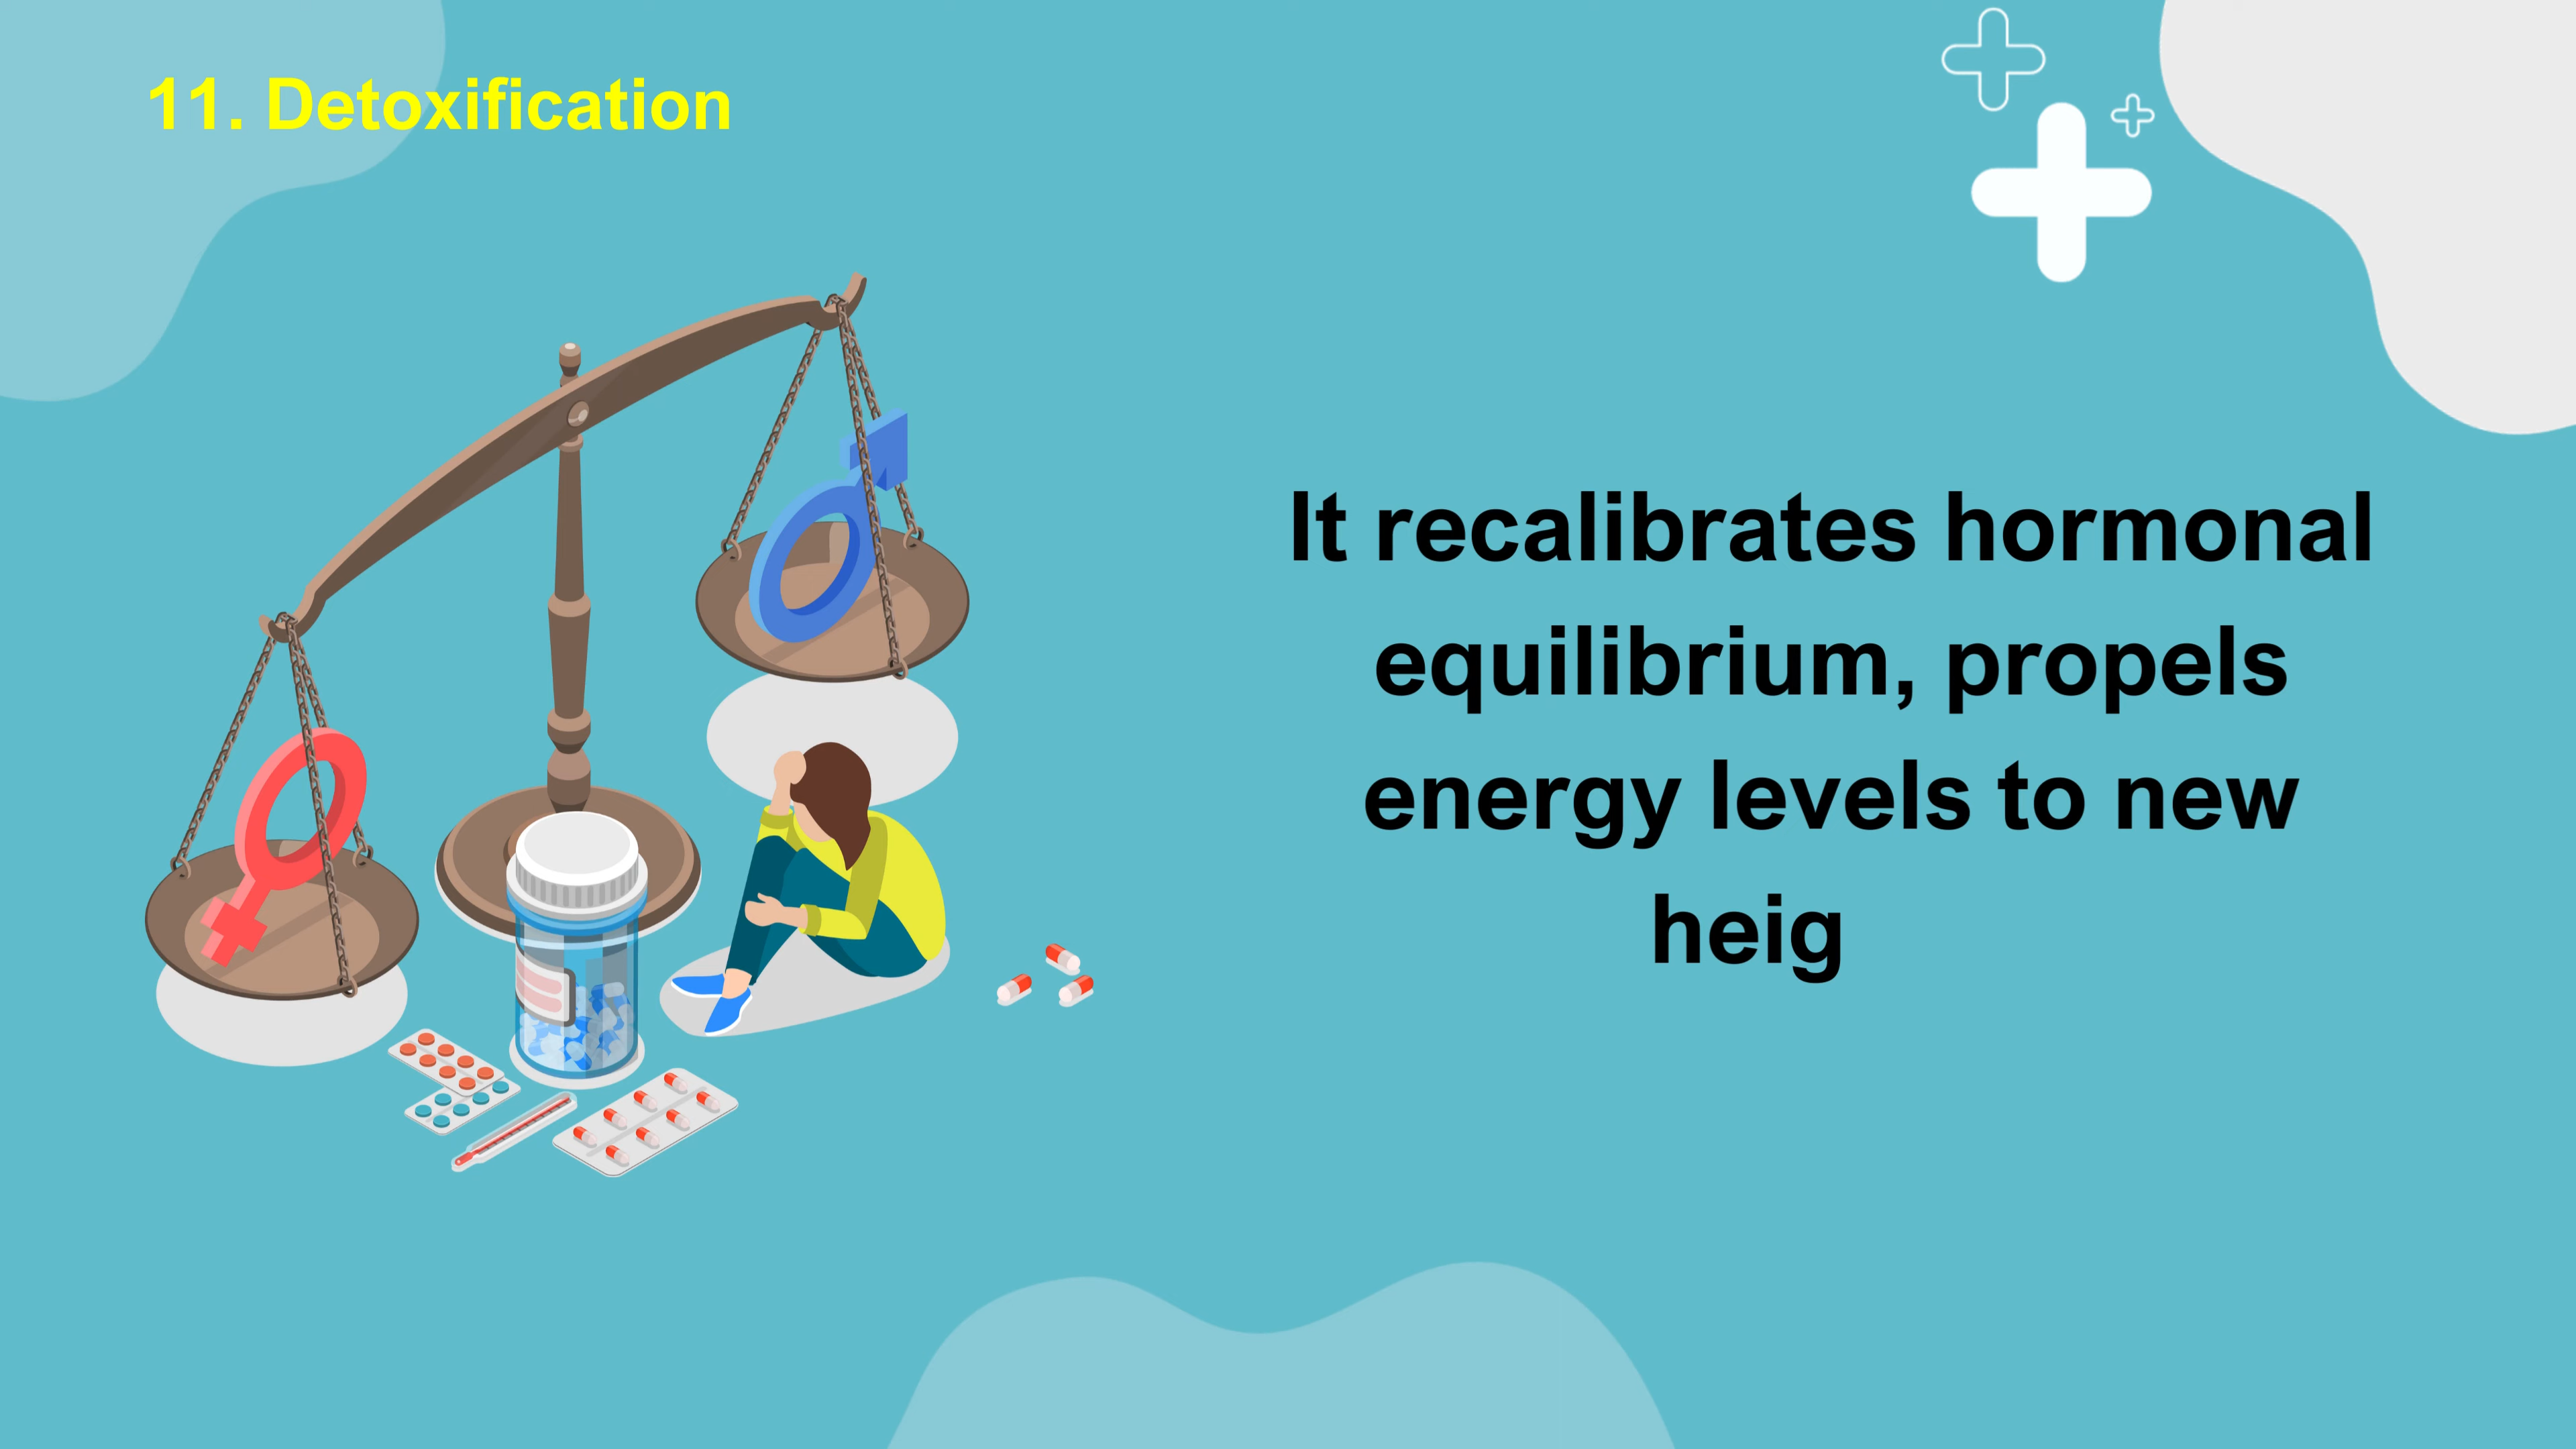 11. Detoxification
It recalibrates hormonal
equilibrium, propels
energy levels to new
heig